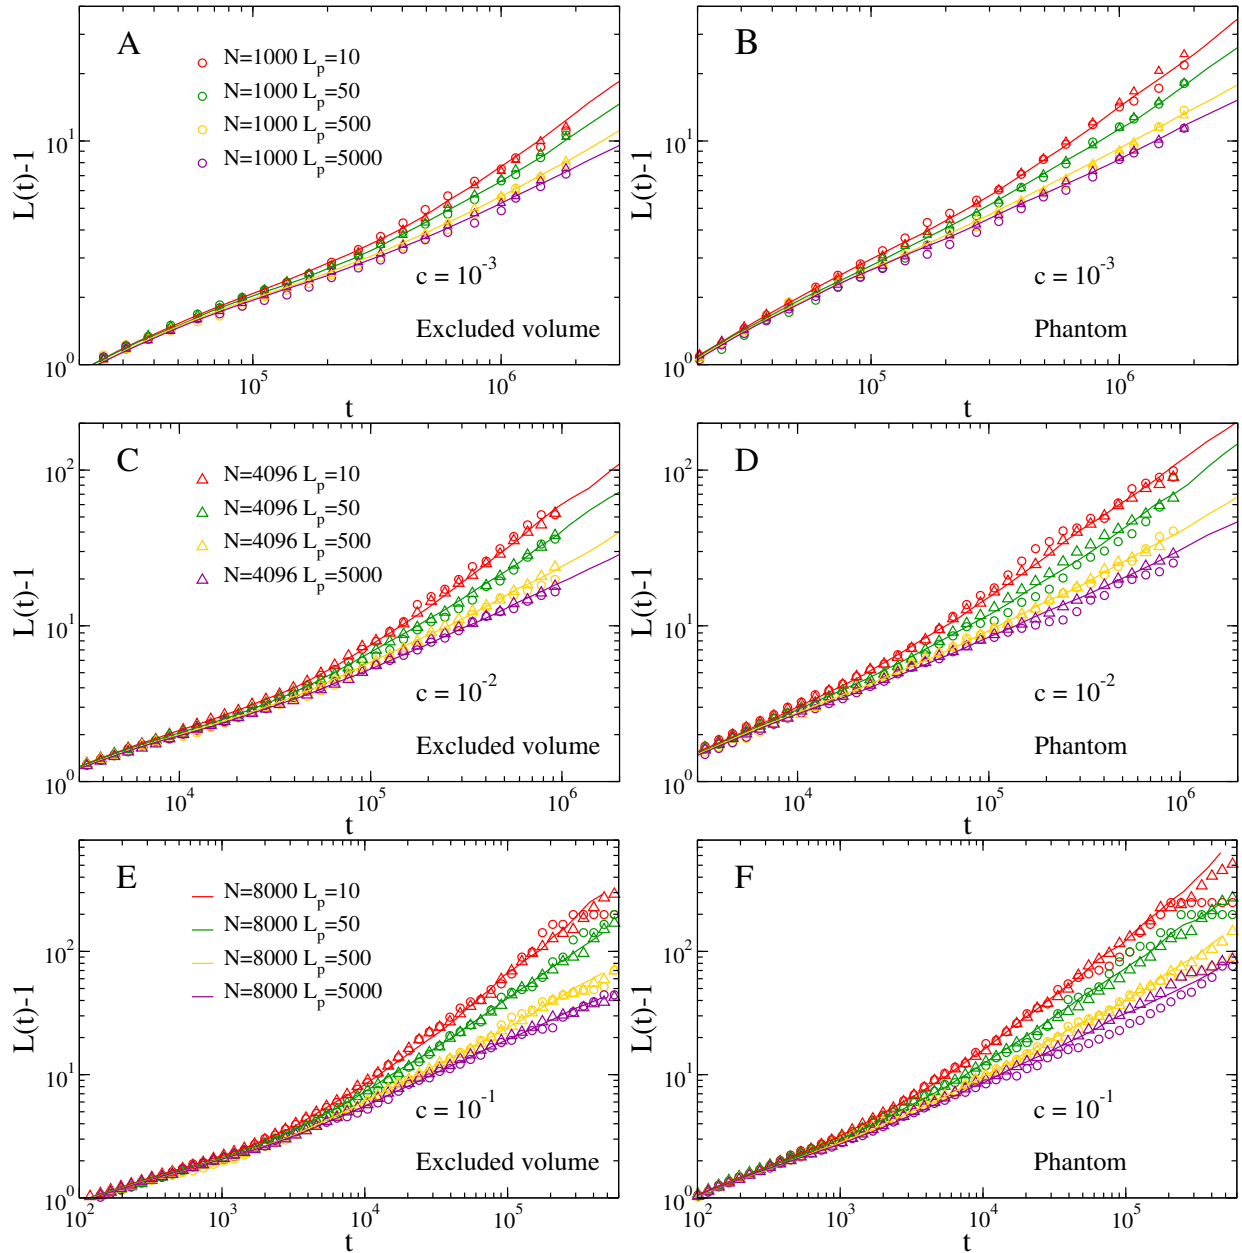 A
N=1000 L_p=10
N=1000 L_p=50
N=1000 L_p=500
N=1000 L_p=5000
c = 10^-3
Excluded volume
L(t)-1
10^1
10^0
10^5
10^6
t
B
c = 10^-3
Phantom
L(t)-1
10^1
10^0
10^5
10^6
t
C
N=4096 L_p=10
N=4096 L_p=50
N=4096 L_p=500
N=4096 L_p=5000
c = 10^-2
Excluded volume
L(t)-1
10^2
10^1
10^0
10^4
10^5
10^6
t
D
c = 10^-2
Phantom
L(t)-1
10^2
10^1
10^0
10^4
10^5
10^6
t
E
N=8000 L_p=10
N=8000 L_p=50
N=8000 L_p=500
N=8000 L_p=5000
c = 10^-1
Excluded volume
L(t)-1
10^2
10^1
10^0
10^2
10^3
10^4
10^5
t
F
c = 10^-1
Phantom
L(t)-1
10^2
10^1
10^0
10^2
10^3
10^4
10^5
t